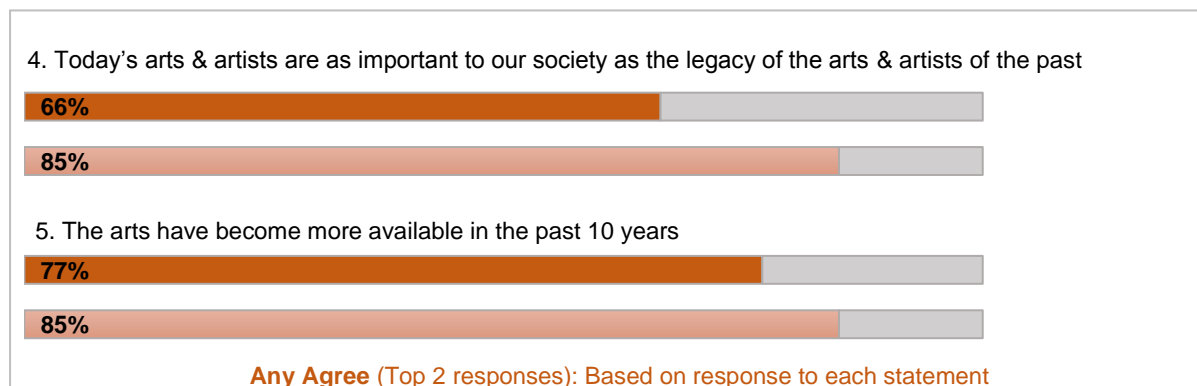 4. Today’s arts & artists are as important to our society as the legacy of the arts & artists of the past
66%
85%
5. The arts have become more available in the past 10 years
77%
85%
Any Agree (Top 2 responses): Based on response to each statement